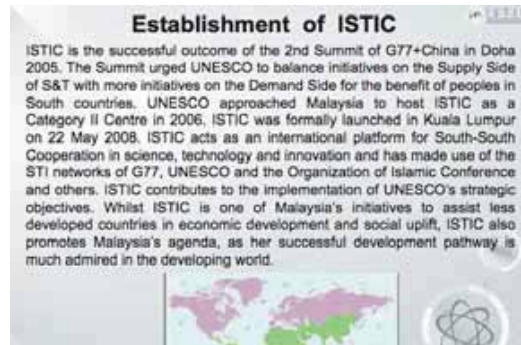 Establishment of ISTIC
ISTIC is the successful outcome of the 2nd Summit of G77+China in Doha
2005. The Summit urged UNESCO to balance initiatives on the Supply Side
of S&T with more initiatives on the Demand Side for the benefit of peoples in
South countries. UNESCO approached Malaysia to host ISTIC as a
Category II Centre in 2006. ISTIC was formally launched in Kuala Lumpur
on 22 May 2008. ISTIC acts as an international platform for South-South
Cooperation in science, technology and innovation and has made use of the
STI networks of G77, UNESCO and the Organization of Islamic Conference
and others. ISTIC contributes to the implementation of UNESCO's strategic
objectives. Whilst ISTIC is one of Malaysia's initiatives to assist less
developed countries in economic development and social uplift, ISTIC also
promotes Malaysia's agenda, as her successful development pathway is
much admired in the developing world.